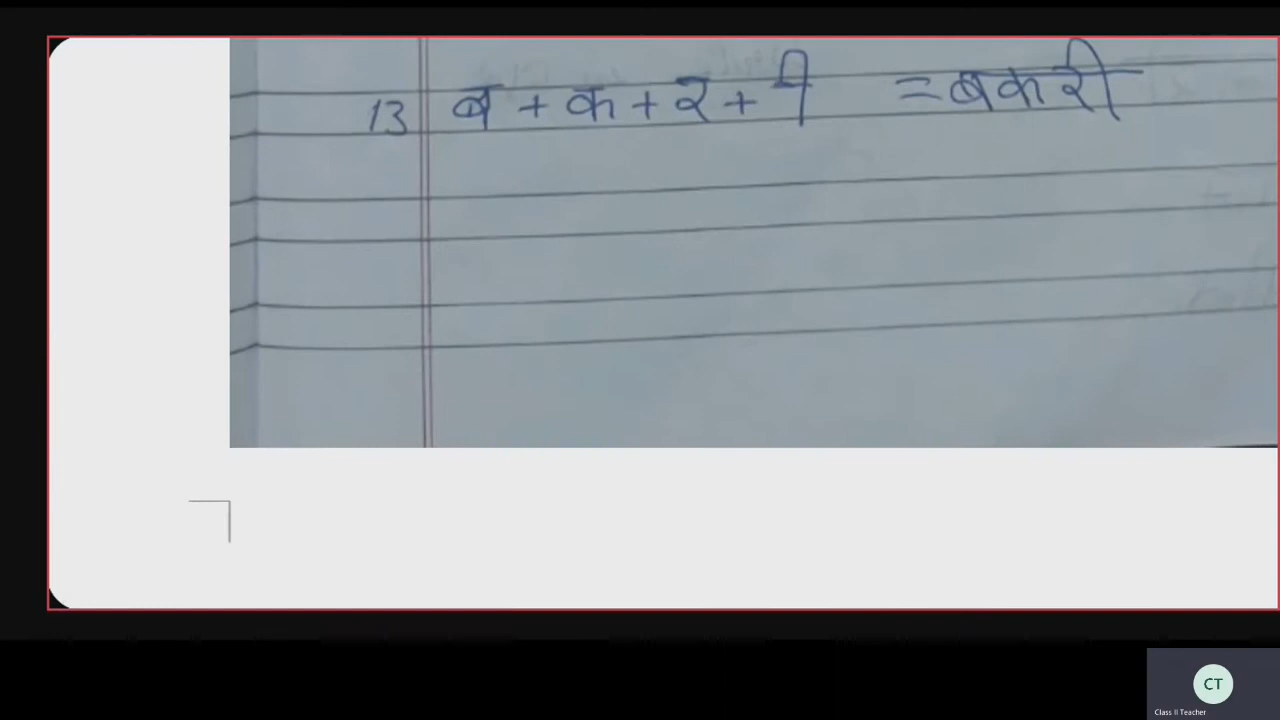 13 ब + क + र + ी = बकरी
CT
Class II Teacher